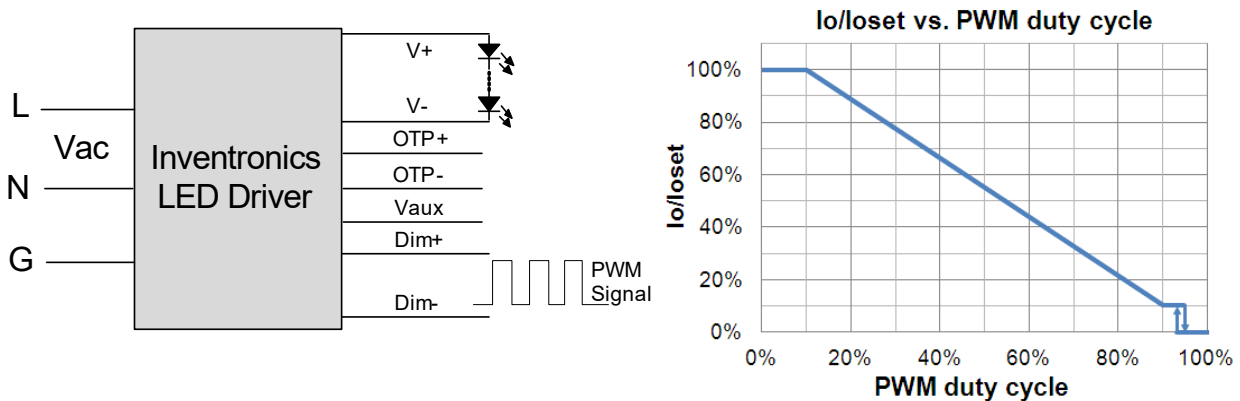 L
Vac
N
G
Inventronics
LED Driver
V+
V-
OTP+
OTP-
Vaux
Dim+
Dim-
PWM
Signal
Io/Ioset vs. PWM duty cycle
Io/Ioset
100%
80%
60%
40%
20%
0%
0% 20% 40% 60% 80% 100%
PWM duty cycle